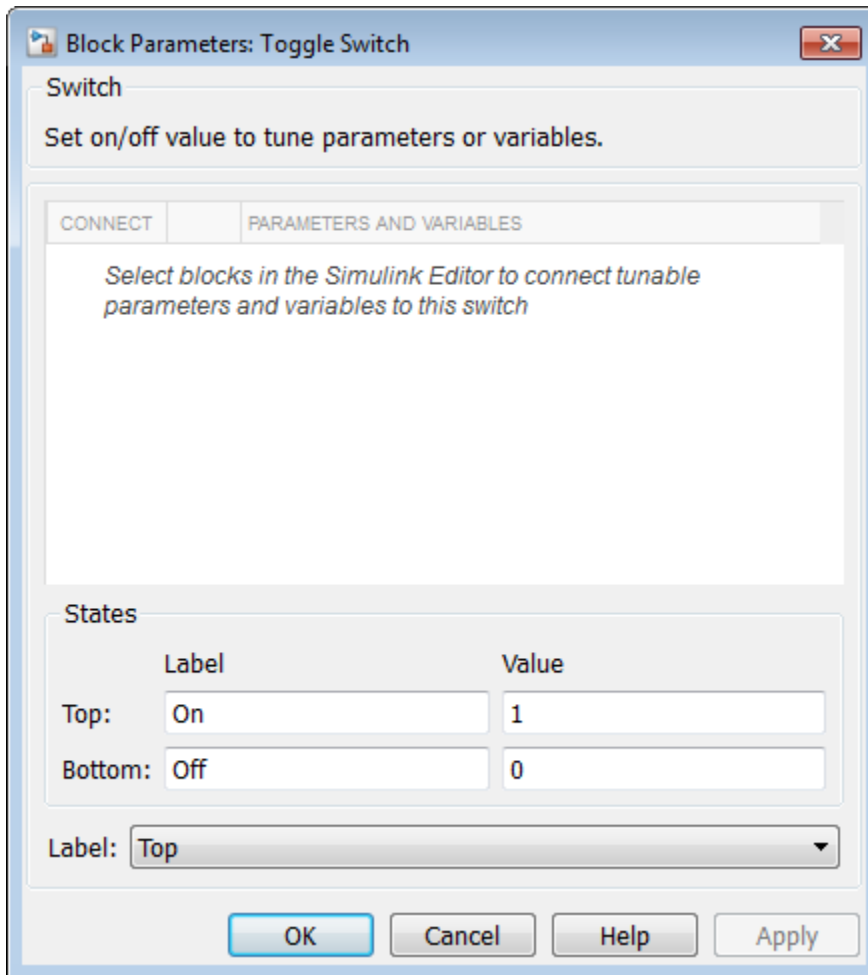 Block Parameters: Toggle Switch
Switch
Set on/off value to tune parameters or variables.
CONNECT PARAMETERS AND VARIABLES
Select blocks in the Simulink Editor to connect tunable
parameters and variables to this switch
States
Label Value
Top: On 1
Bottom: Off 0
Label: Top
OK Cancel Help Apply